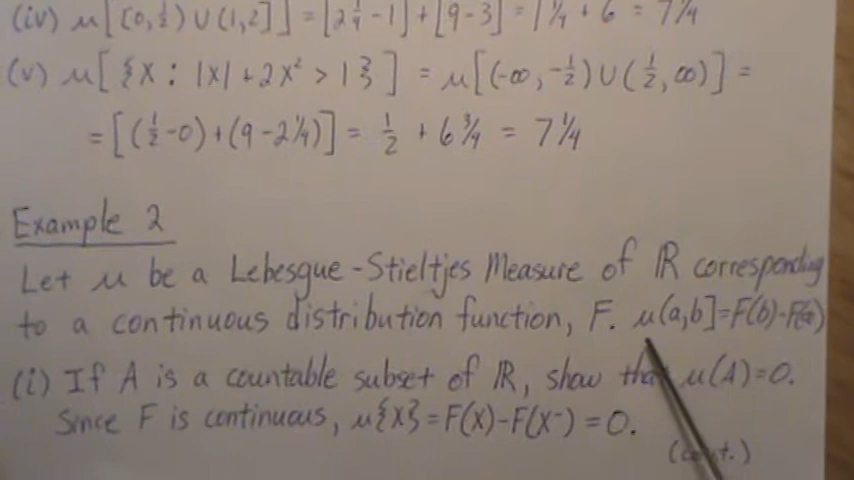 (iv) μ[[0,½) ∪ (1,2]] = [2¼ - 1] + [9-3] = 1¼ + 6 = 7¼
(v) μ[{x : |x| + 2x² > 1}] = μ[(-∞, -½) ∪ (½, ∞)] =
= [(½-0) + (9 - 2¼)] = ½ + 6¾ = 7¼
Example 2
Let μ be a Lebesgue-Stieltjes Measure of ℝ corresponding
to a continuous distribution function, F. μ(a,b] = F(b)-F(a)
(i) If A is a countable subset of ℝ, show that μ(A)=0.
Since F is continuous, μ{x} = F(x) - F(x⁻) = 0.
(cont.)